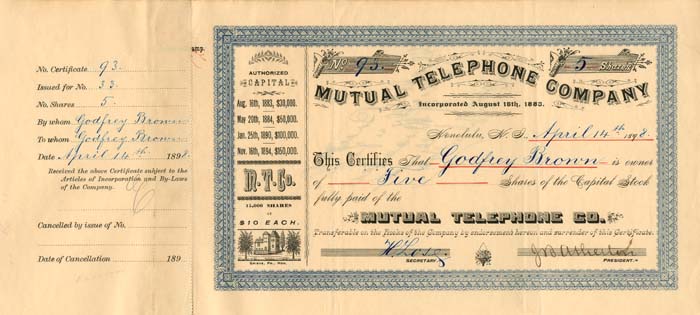 No. Certificate 93.
Issued for No. 33.
No. Shares 5.
By whom Godfrey Brown
To whom Godfrey Brown
Date April 14th 1898.
Received the above Certificate subject to the
Articles of Incorporation and By-Laws
of the Company.
Cancelled by issue of No.
Date of Cancellation 189
AUTHORIZED
CAPITAL
Aug. 16th, 1883, $30,000.
May 20th, 1884, $50,000.
Jan. 25th, 1890, $100,000.
Nov. 16th, 1894, $150,000.
M.T.Co.
15,000 SHARES
OF
$10 EACH.
No. 93.
5 Shares
MUTUAL TELEPHONE COMPANY
Incorporated August 16th, 1883.
Honolulu, H. I. April 14th 1898.
This Certifies That Godfrey Brown is owner
of Five Shares of the Capital Stock
fully paid of the
MUTUAL TELEPHONE CO.
Transferable on the Books of the Company by endorsement hereon and surrender of this Certificate.
SECRETARY.
J B Atherton
PRESIDENT.